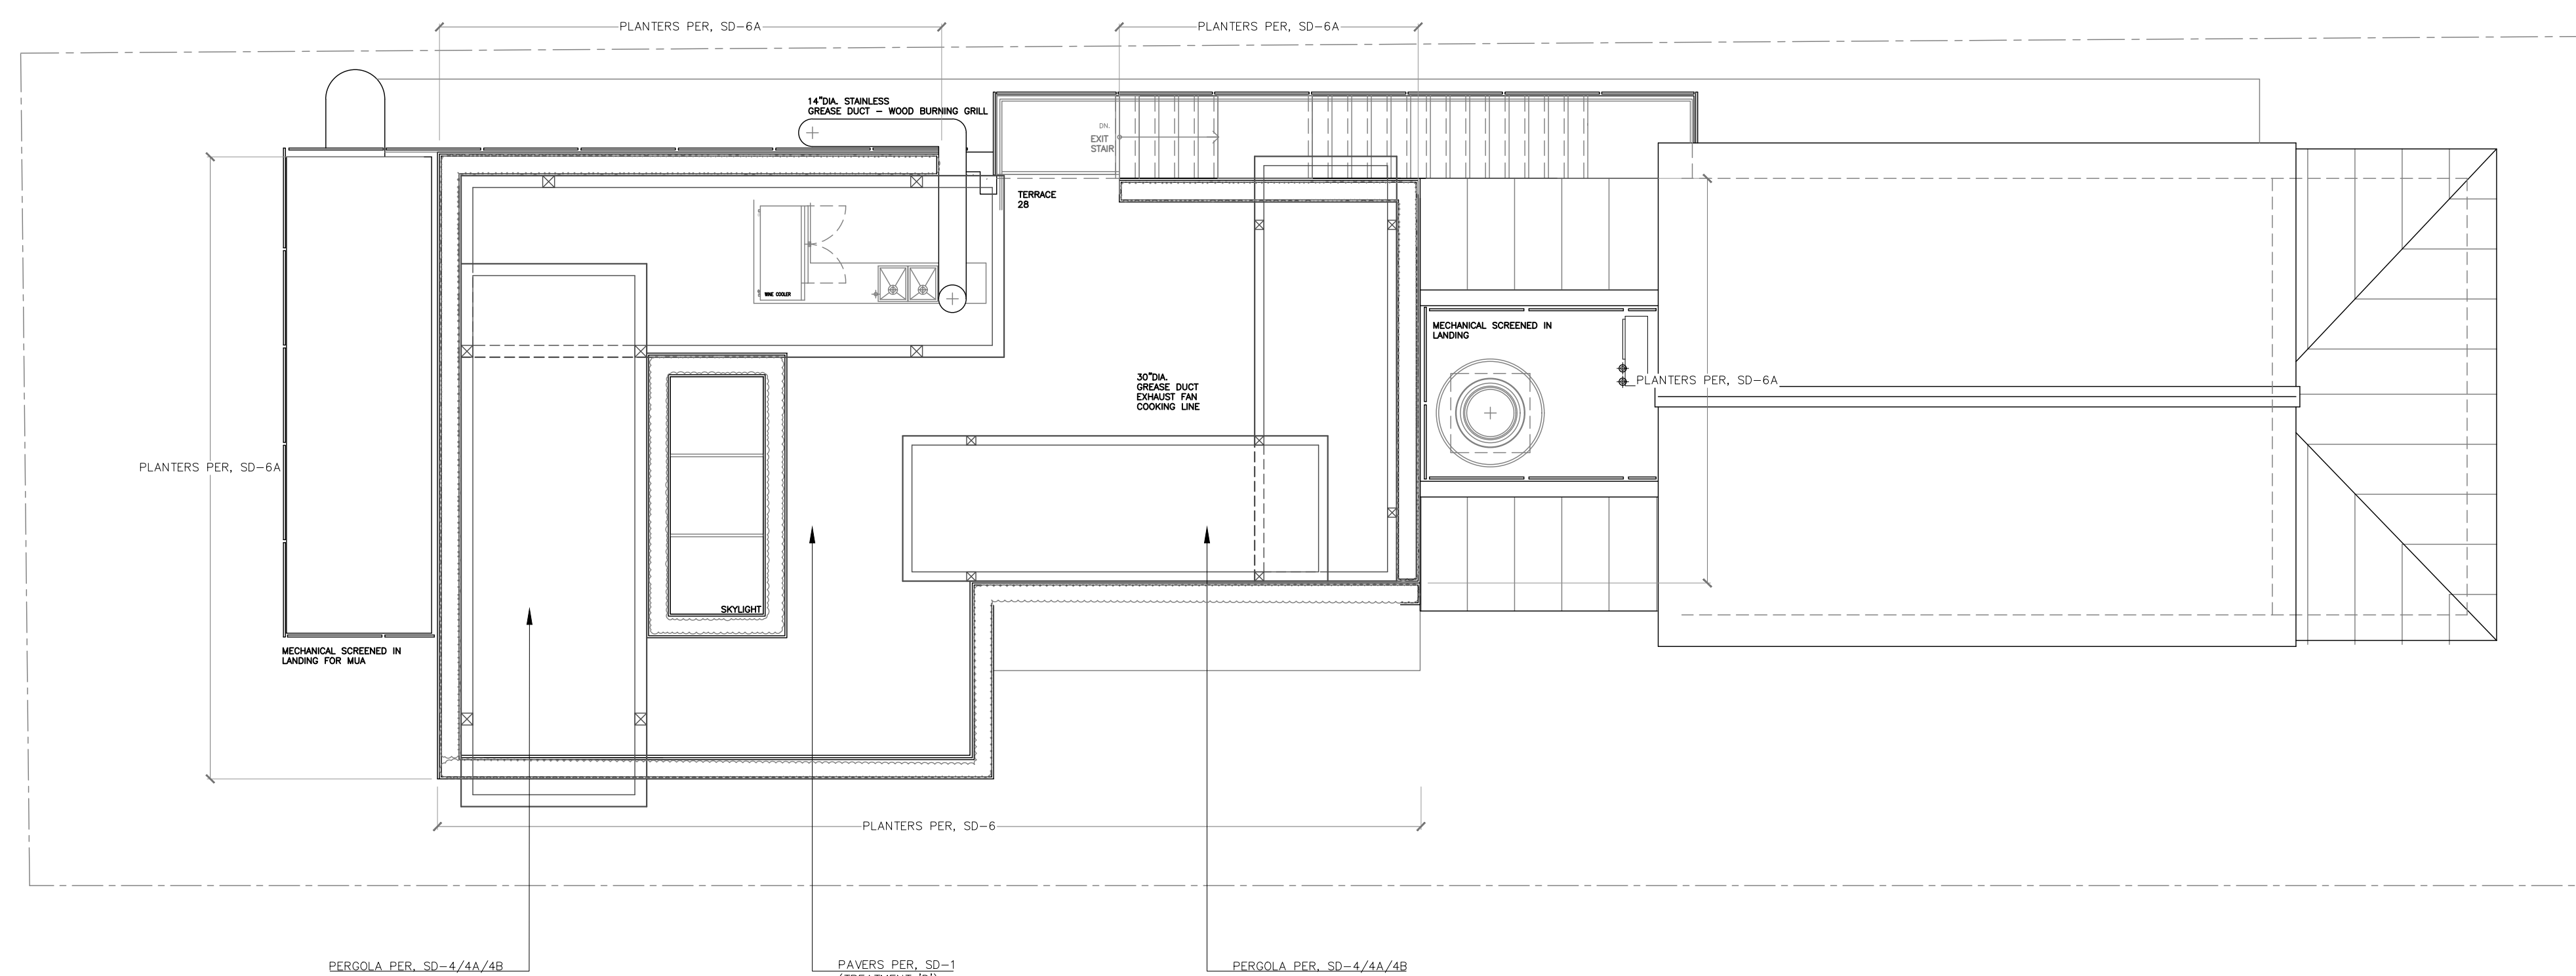 PLANTERS PER, SD-6A
PLANTERS PER, SD-6A
14"DIA. STAINLESS
GREASE DUCT - WOOD BURNING GRILL
DN.
EXIT
STAIR
TERRACE
28
WINE COOLER
MECHANICAL SCREENED IN
LANDING
30"DIA.
GREASE DUCT
EXHAUST FAN
COOKING LINE
PLANTERS PER, SD-6A
PLANTERS PER, SD-6A
SKYLIGHT
MECHANICAL SCREENED IN
LANDING FOR MUA
PLANTERS PER, SD-6
PERGOLA PER, SD-4/4A/4B
PAVERS PER, SD-1
PERGOLA PER, SD-4/4A/4B